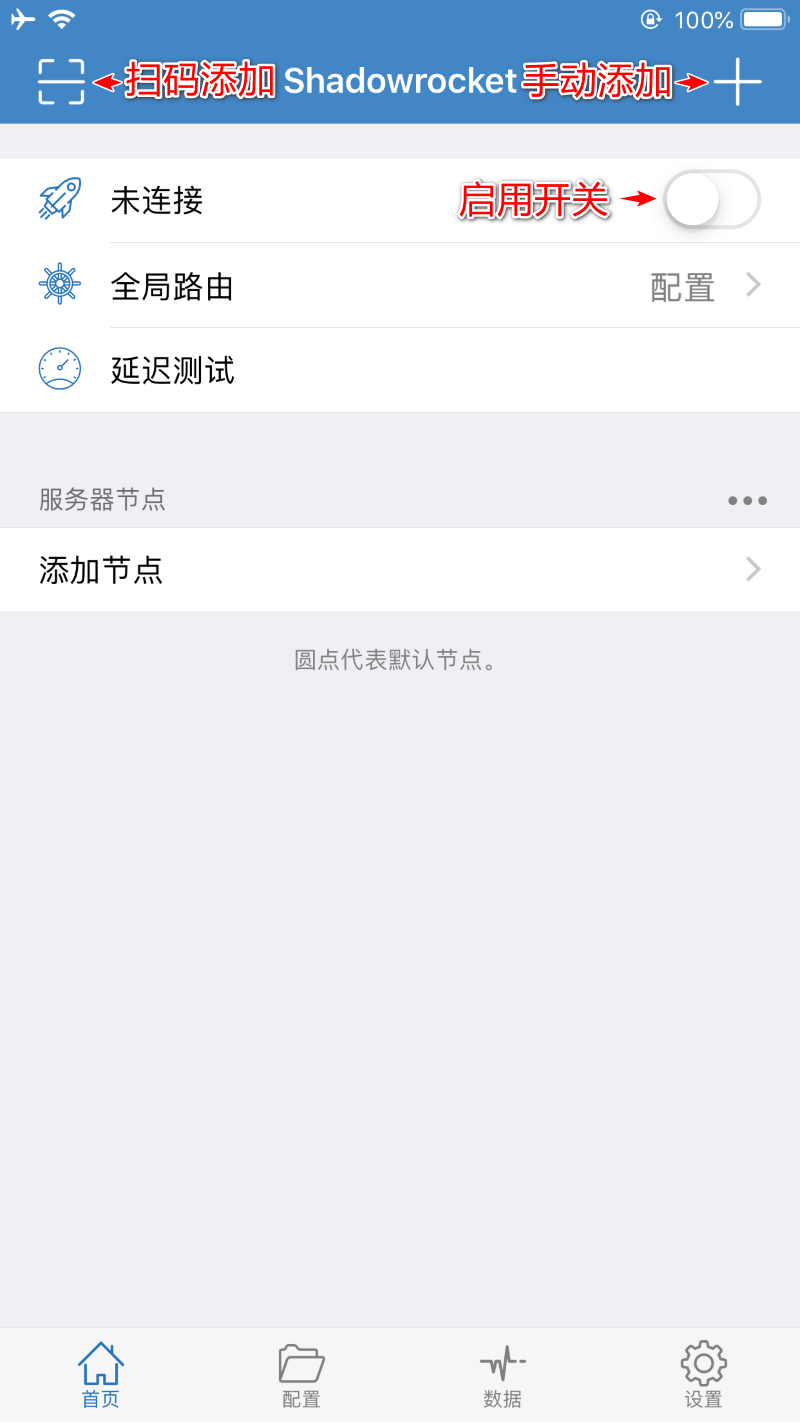 100%
扫码添加 Shadowrocket 手动添加
未连接 启用开关
全局路由 配置
延迟测试
服务器节点
添加节点
圆点代表默认节点。
首页 配置 数据 设置